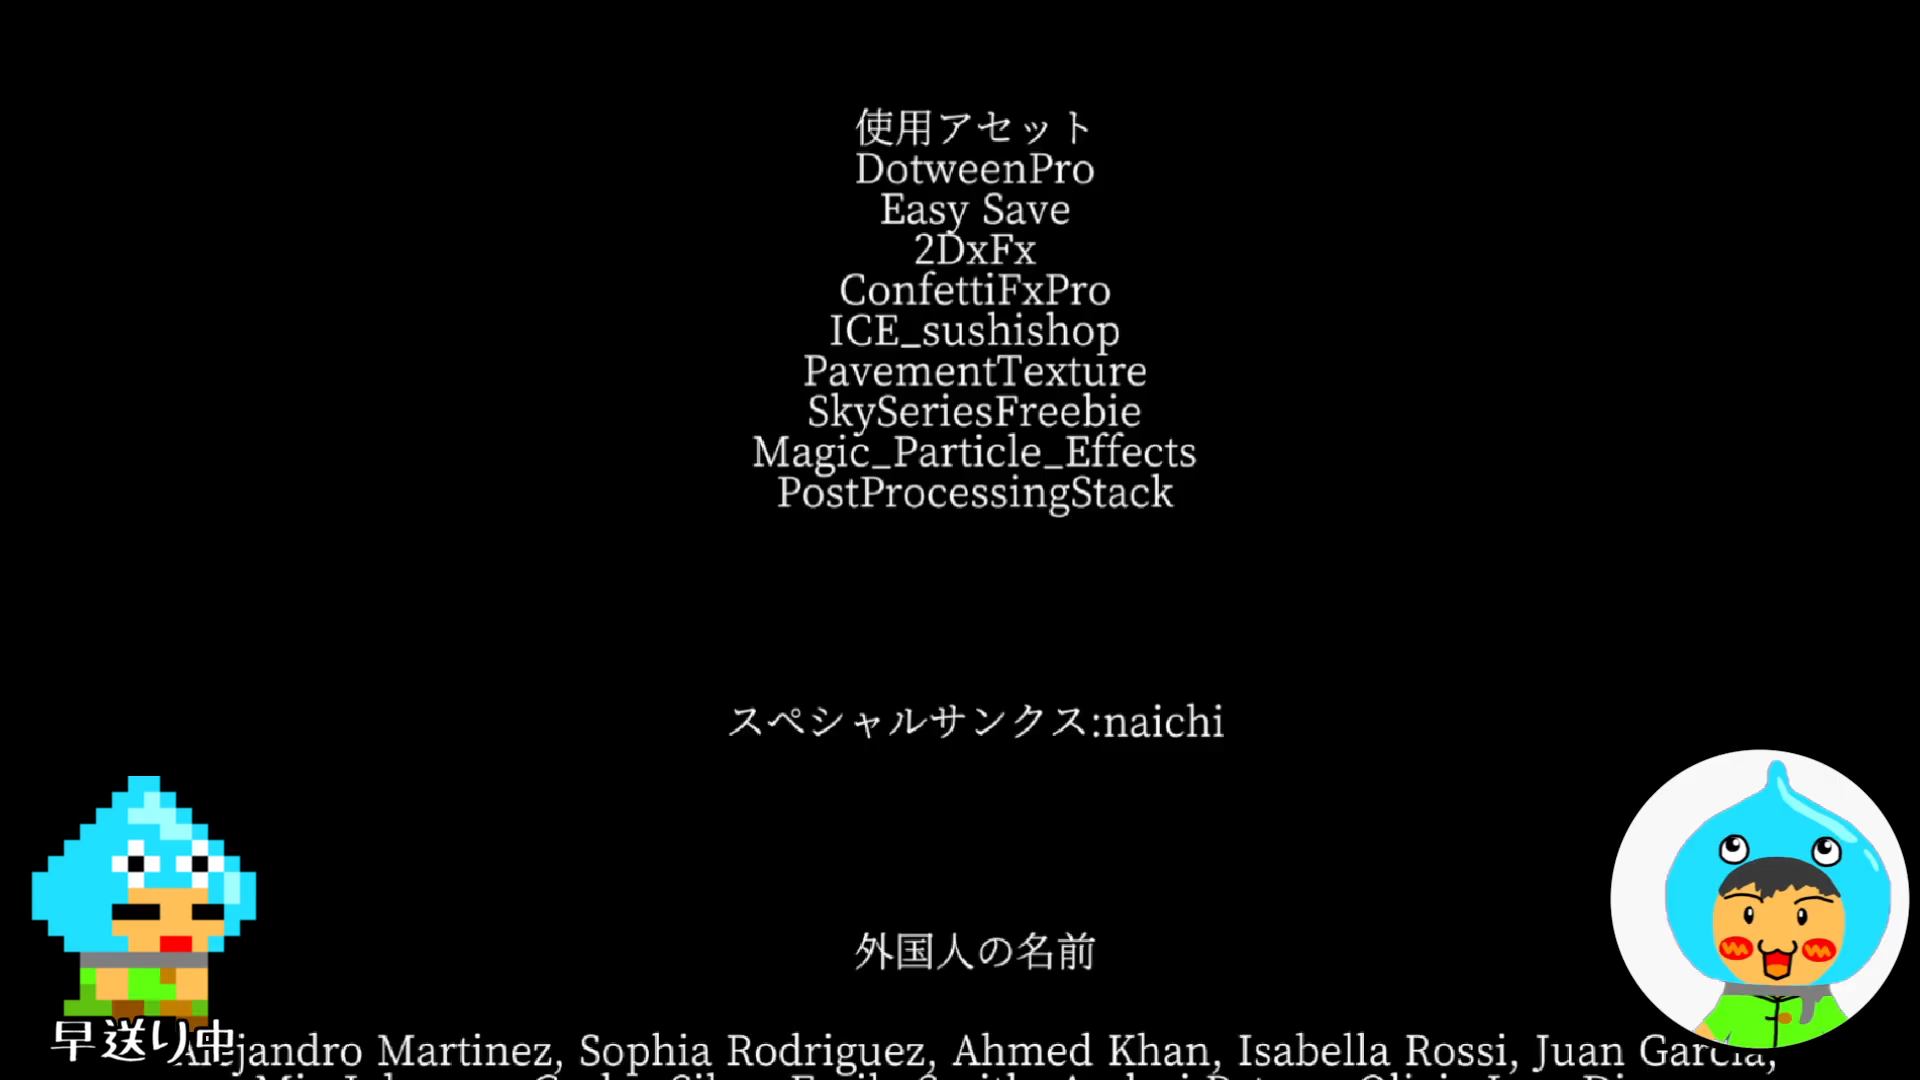 使用アセット
DotweenPro
Easy Save
2DxFx
ConfettiFxPro
ICE_sushishop
PavementTexture
SkySeriesFreebie
Magic_Particle_Effects
PostProcessingStack
スペシャルサンクス:naichi
外国人の名前
早送り中
Alejandro Martinez, Sophia Rodriguez, Ahmed Khan, Isabella Rossi, Juan Garcia,